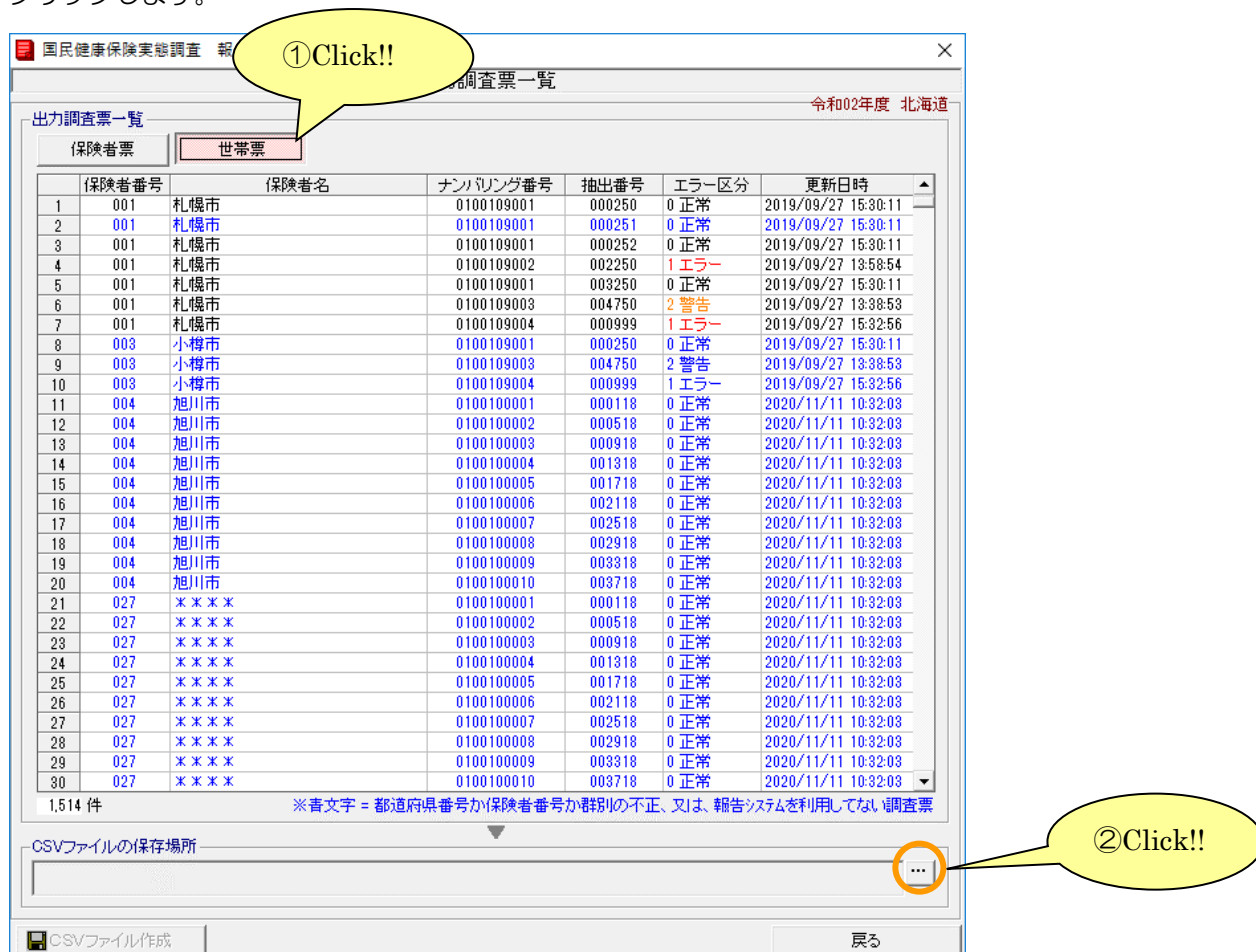 クリックします。
国民健康保険実態調査 報
①Click!!
調査票一覧
令和02年度 北海道
出力調査票一覧
保険者票 世帯票
保険者番号 保険者名 ナンバリング番号 抽出番号 エラー区分 更新日時
1 001 札幌市 0100109001 000250 0 正常 2019/09/27 15:30:11
2 001 札幌市 0100109001 000251 0 正常 2019/09/27 15:30:11
3 001 札幌市 0100109001 000252 0 正常 2019/09/27 15:30:11
4 001 札幌市 0100109002 002250 1 エラー 2019/09/27 13:58:54
5 001 札幌市 0100109001 003250 0 正常 2019/09/27 15:30:11
6 001 札幌市 0100109003 004750 2 警告 2019/09/27 13:38:53
7 001 札幌市 0100109004 000999 1 エラー 2019/09/27 15:32:56
8 003 小樽市 0100109001 000250 0 正常 2019/09/27 15:30:11
9 003 小樽市 0100109003 004750 2 警告 2019/09/27 13:38:53
10 003 小樽市 0100109004 000999 1 エラー 2019/09/27 15:32:56
11 004 旭川市 0100100001 000118 0 正常 2020/11/11 10:32:03
12 004 旭川市 0100100002 000518 0 正常 2020/11/11 10:32:03
13 004 旭川市 0100100003 000918 0 正常 2020/11/11 10:32:03
14 004 旭川市 0100100004 001318 0 正常 2020/11/11 10:32:03
15 004 旭川市 0100100005 001718 0 正常 2020/11/11 10:32:03
16 004 旭川市 0100100006 002118 0 正常 2020/11/11 10:32:03
17 004 旭川市 0100100007 002518 0 正常 2020/11/11 10:32:03
18 004 旭川市 0100100008 002918 0 正常 2020/11/11 10:32:03
19 004 旭川市 0100100009 003318 0 正常 2020/11/11 10:32:03
20 004 旭川市 0100100010 003718 0 正常 2020/11/11 10:32:03
21 027 ＊＊＊＊ 0100100001 000118 0 正常 2020/11/11 10:32:03
22 027 ＊＊＊＊ 0100100002 000518 0 正常 2020/11/11 10:32:03
23 027 ＊＊＊＊ 0100100003 000918 0 正常 2020/11/11 10:32:03
24 027 ＊＊＊＊ 0100100004 001318 0 正常 2020/11/11 10:32:03
25 027 ＊＊＊＊ 0100100005 001718 0 正常 2020/11/11 10:32:03
26 027 ＊＊＊＊ 0100100006 002118 0 正常 2020/11/11 10:32:03
27 027 ＊＊＊＊ 0100100007 002518 0 正常 2020/11/11 10:32:03
28 027 ＊＊＊＊ 0100100008 002918 0 正常 2020/11/11 10:32:03
29 027 ＊＊＊＊ 0100100009 003318 0 正常 2020/11/11 10:32:03
30 027 ＊＊＊＊ 0100100010 003718 0 正常 2020/11/11 10:32:03
1,514 件 ※青文字 = 都道府県番号か保険者番号か群別の不正、又は、報告システムを利用してない調査票
CSVファイルの保存場所
...
②Click!!
CSVファイル作成 戻る